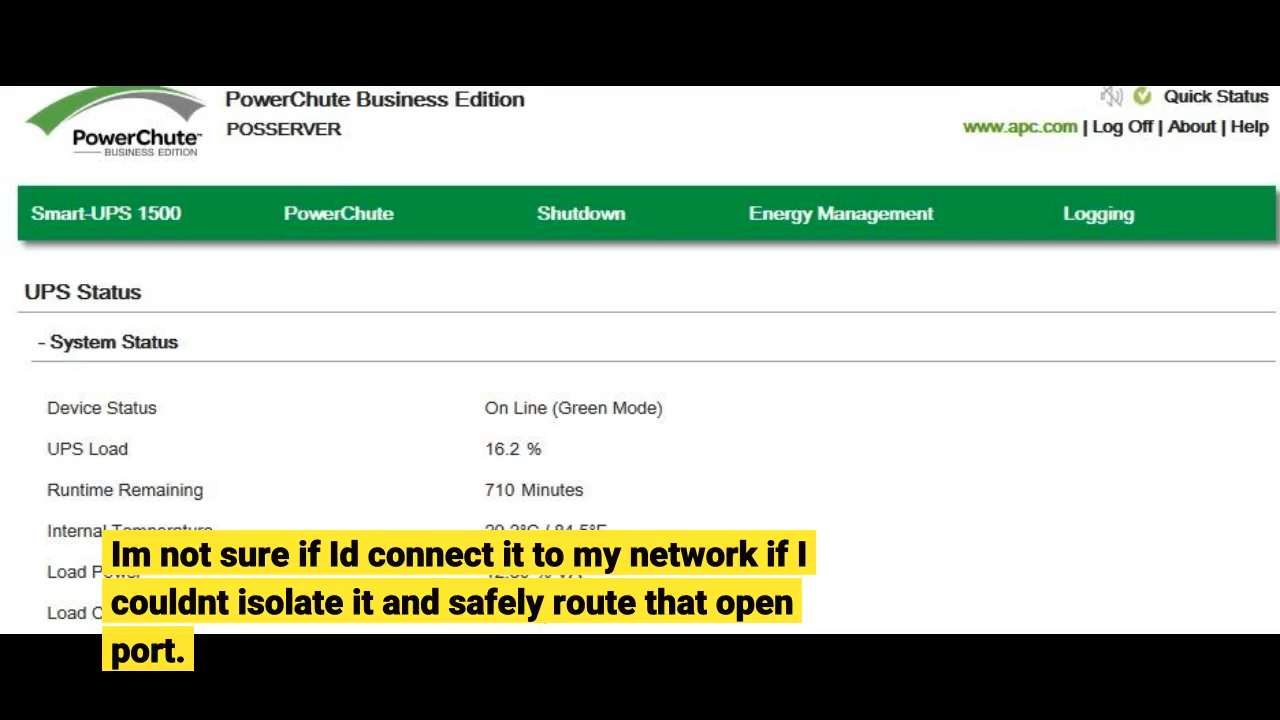 PowerChute Business Edition
Quick Status
POSSERVER
www.apc.com | Log Off | About | Help
PowerChute™
BUSINESS EDITION
Smart-UPS 1500 PowerChute Shutdown Energy Management Logging
UPS Status
- System Status
Device Status On Line (Green Mode)
UPS Load 16.2 %
Runtime Remaining 710 Minutes
Internal Temperature
Im not sure if Id connect it to my network if I
Load
couldnt isolate it and safely route that open
Load
port.